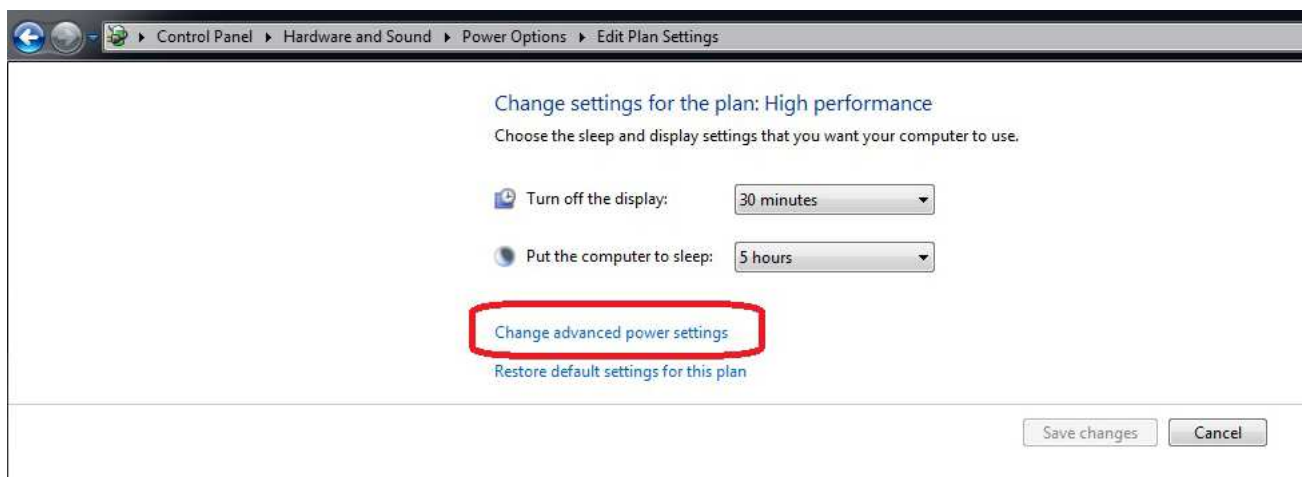 Control Panel Hardware and Sound Power Options Edit Plan Settings
Change settings for the plan: High performance
Choose the sleep and display settings that you want your computer to use.
Turn off the display: 30 minutes
Put the computer to sleep: 5 hours
Change advanced power settings
Restore default settings for this plan
Save changes Cancel